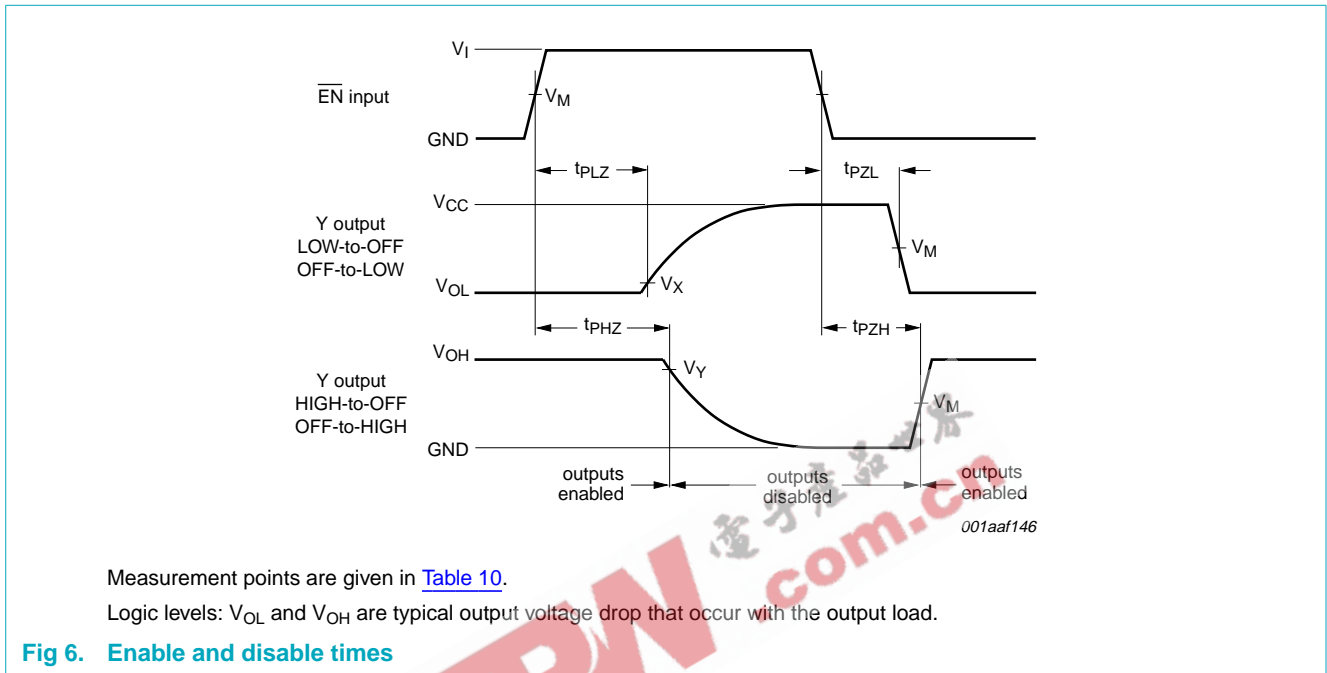 V_I
EN input
V_M
GND
t_PLZ
t_PZL
V_CC
Y output
LOW-to-OFF
OFF-to-LOW
V_M
V_OL
V_X
t_PHZ
t_PZH
V_OH
V_Y
Y output
HIGH-to-OFF
OFF-to-HIGH
V_M
GND
outputs
enabled
outputs
disabled
outputs
enabled
001aaf146
.com.cn
Measurement points are given in Table 10.
Logic levels: V_OL and V_OH are typical output voltage drop that occur with the output load.
Fig 6. Enable and disable times